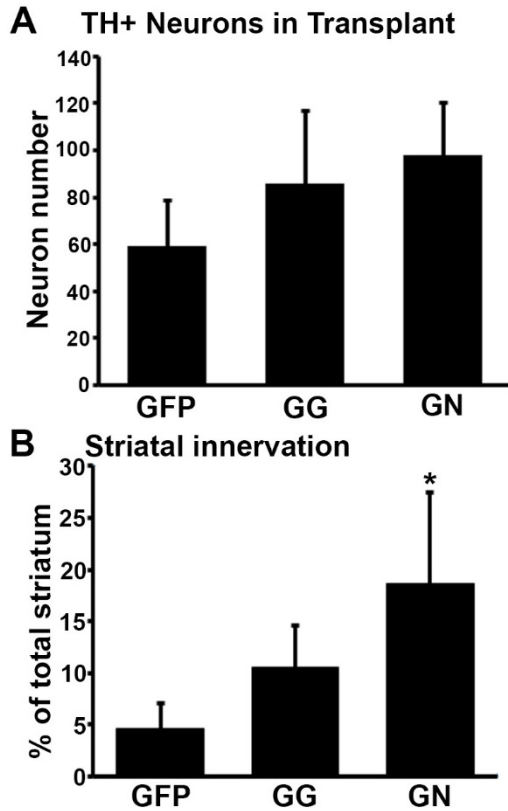 A TH+ Neurons in Transplant
Neuron number
140
120
100
80
60
40
20
0
GFP GG GN
B Striatal innervation
% of total striatum
30
25
20
15
10
5
0
*
GFP GG GN